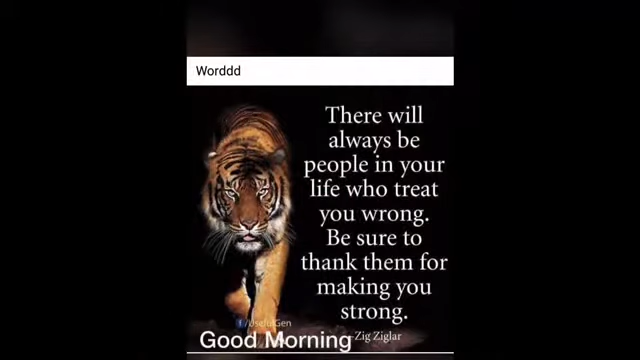 Worddd
There will
always be
people in your
life who treat
you wrong.
Be sure to
thank them for
making you
strong.
-Zig Ziglar
f/UsefulGen
Good Morning